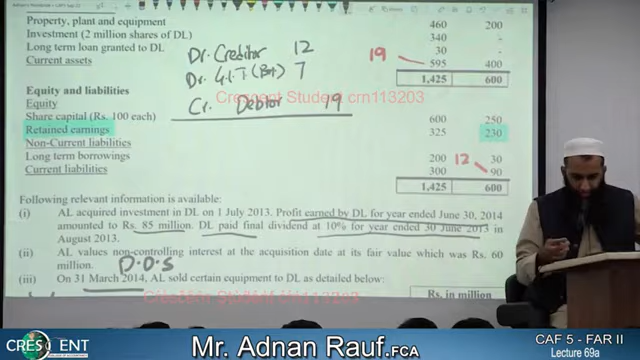 Adnan's Workspace - CAF5
Property, plant and equipment 460 200
Investment (2 million shares of DL) 340 -
Long term loan granted to DL 30 -
Current assets 19 595 400
1,425 600
Dr. Creditor 12
Dr. G.I.T (Bal) 7
Cr. Debtor 19
Crescent Student crn113203
Equity and liabilities
Equity
Share capital (Rs. 100 each) 600 250
Retained earnings 325 230
Non-Current liabilities
Long term borrowings 200 30
Current liabilities 300 12 90
1,425 600
Following relevant information is available:
(i) AL acquired investment in DL on 1 July 2013. Profit earned by DL for year ended June 30, 2014
amounted to Rs. 85 million. DL paid final dividend at 10% for year ended 30 June 2013 in
August 2013.
(ii) AL values non-controlling interest at the acquisition date at its fair value which was Rs. 60
million.
D.O.S
(iii) On 31 March 2014, AL sold certain equipment to DL as detailed below:
Crescent Student crn113203
Rs. in million
CRESCENT
Mr. Adnan Rauf.FCA
CAF 5 - FAR II
Lecture 69a